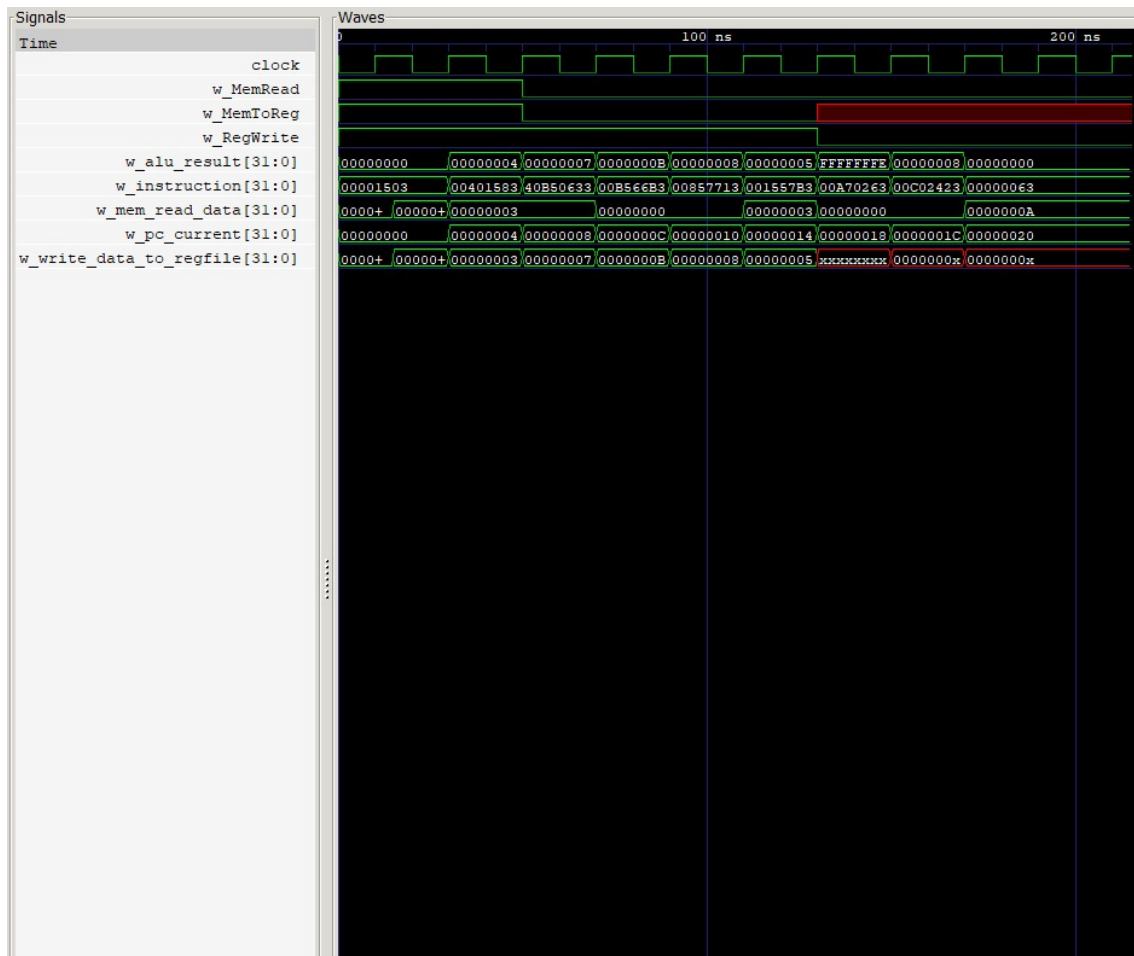 Signals
Waves
Time
0 100 ns 200 ns
clock
w_MemRead
w_MemToReg
w_RegWrite
w_alu_result[31:0] 00000000 00000004 00000007 0000000B 00000008 00000005 FFFFFFFE 00000008 00000000
w_instruction[31:0] 00001503 00401583 40B50633 00B566B3 00857713 001557B3 00A70263 00C02423 00000063
w_mem_read_data[31:0] 0000+ 00000+ 00000003 00000000 00000003 00000000 0000000A
w_pc_current[31:0] 00000000 00000004 00000008 0000000C 00000010 00000014 00000018 0000001C 00000020
w_write_data_to_regfile[31:0] 0000+ 00000+ 00000003 00000007 0000000B 00000008 00000005 xxxxxxxx 0000000x 0000000x